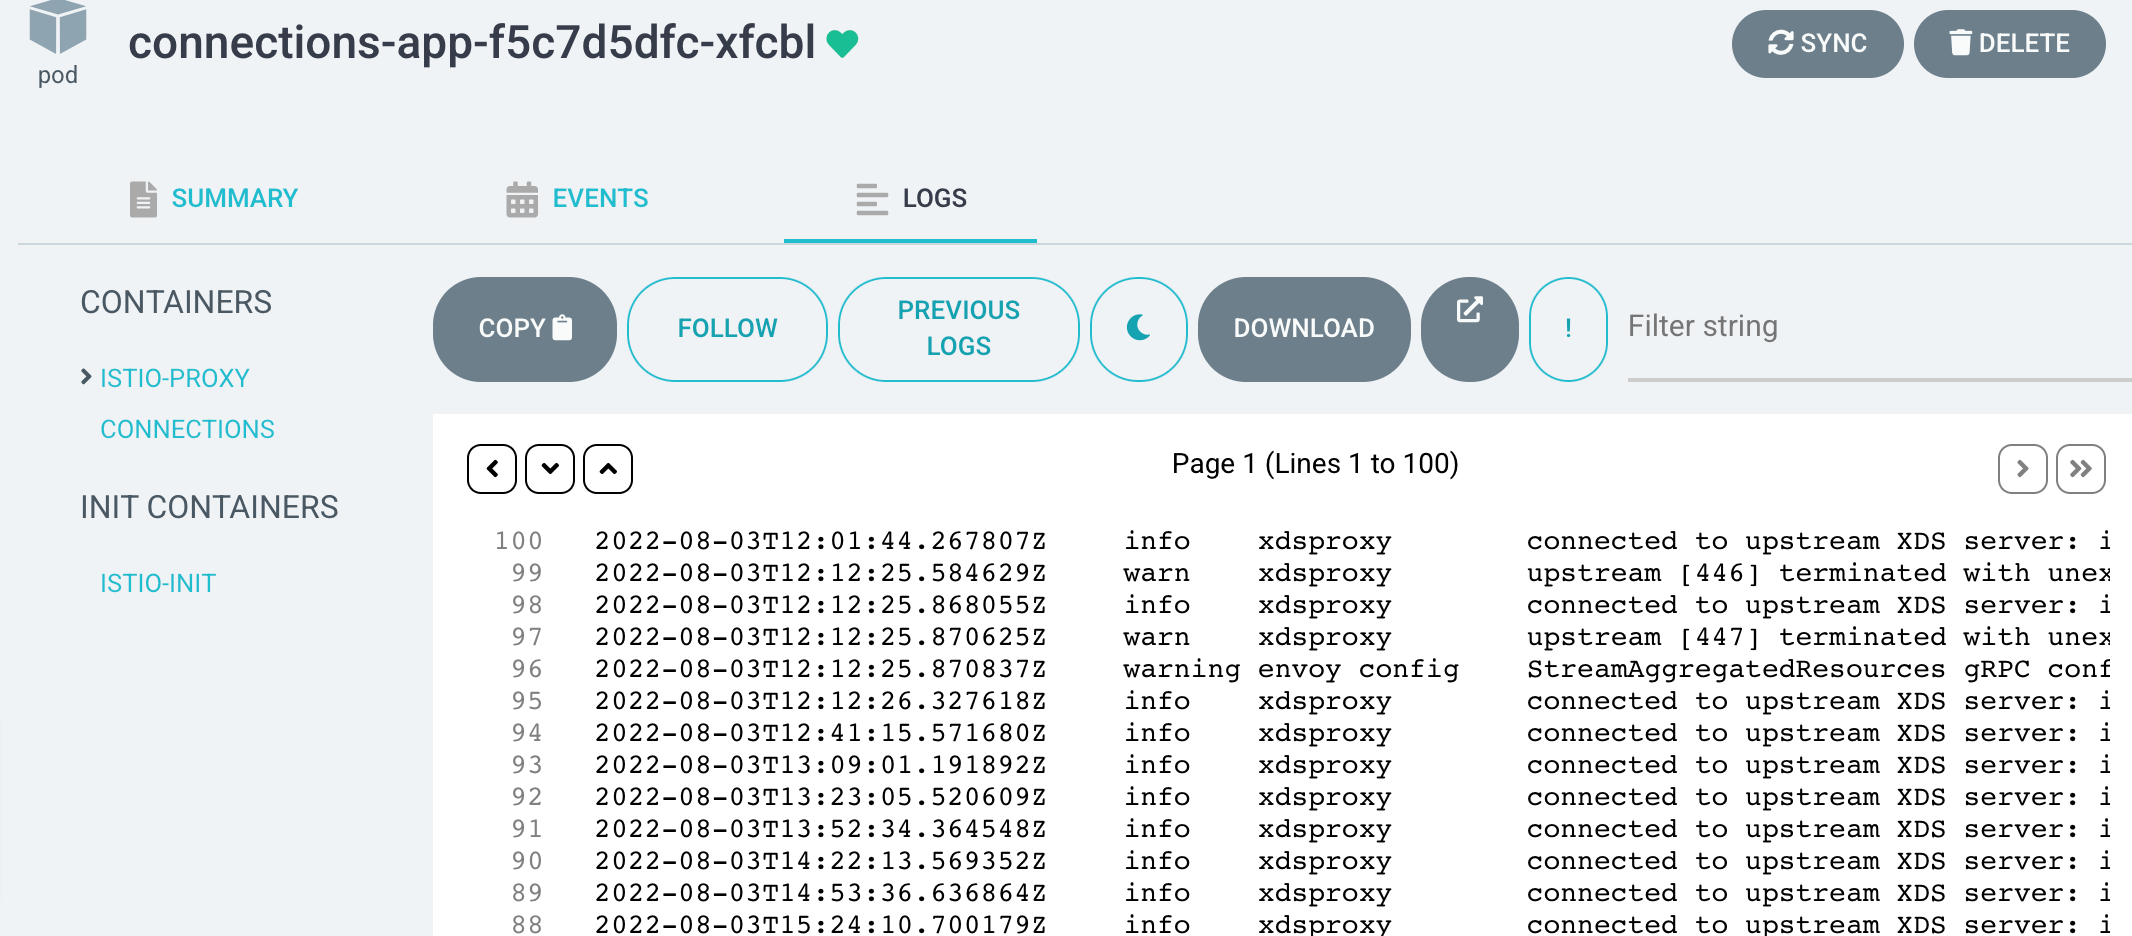 connections-app-f5c7d5dfc-xfcbl
pod
SYNC
DELETE
SUMMARY
EVENTS
LOGS
CONTAINERS
ISTIO-PROXY
CONNECTIONS
INIT CONTAINERS
ISTIO-INIT
COPY
FOLLOW
PREVIOUS
LOGS
DOWNLOAD
!
Filter string
Page 1 (Lines 1 to 100)
100 2022-08-03T12:01:44.267807Z info xdsproxy connected to upstream XDS server: i
99 2022-08-03T12:12:25.584629Z warn xdsproxy upstream [446] terminated with unex
98 2022-08-03T12:12:25.868055Z info xdsproxy connected to upstream XDS server: i
97 2022-08-03T12:12:25.870625Z warn xdsproxy upstream [447] terminated with unex
96 2022-08-03T12:12:25.870837Z warning envoy config StreamAggregatedResources gRPC conf
95 2022-08-03T12:12:26.327618Z info xdsproxy connected to upstream XDS server: i
94 2022-08-03T12:41:15.571680Z info xdsproxy connected to upstream XDS server: i
93 2022-08-03T13:09:01.191892Z info xdsproxy connected to upstream XDS server: i
92 2022-08-03T13:23:05.520609Z info xdsproxy connected to upstream XDS server: i
91 2022-08-03T13:52:34.364548Z info xdsproxy connected to upstream XDS server: i
90 2022-08-03T14:22:13.569352Z info xdsproxy connected to upstream XDS server: i
89 2022-08-03T14:53:36.636864Z info xdsproxy connected to upstream XDS server: i
88 2022-08-03T15:24:10.700179Z info xdsproxy connected to upstream XDS server: i